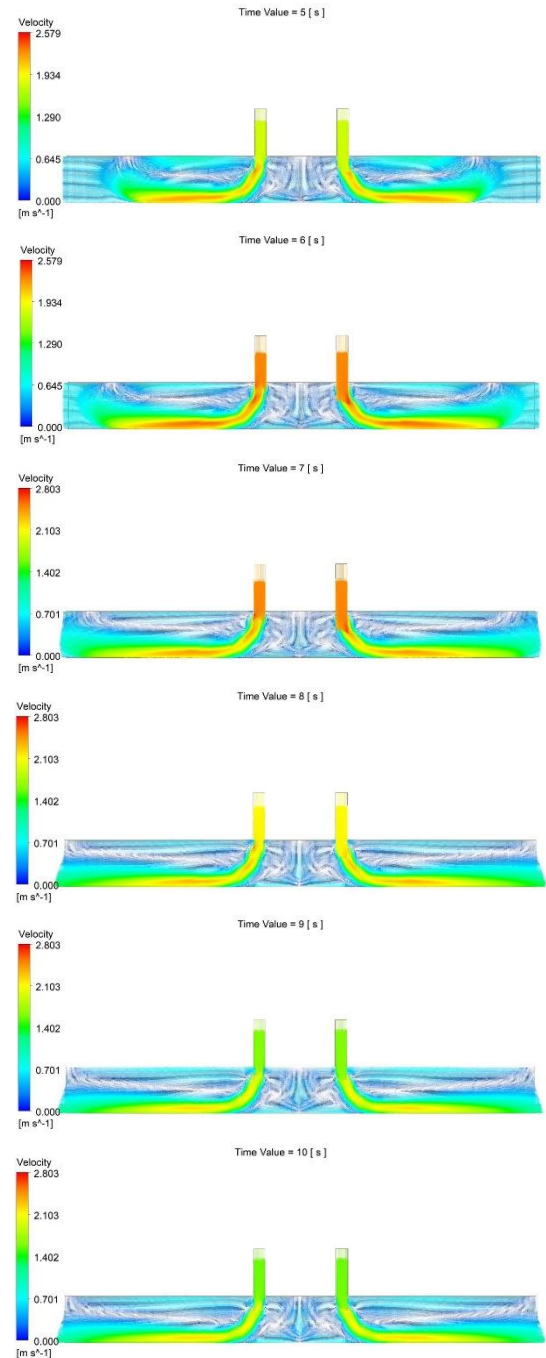 Time Value = 5 [ s ]
Velocity
2.579
1.934
1.290
0.645
0.000
[m s^-1]
Time Value = 6 [ s ]
Velocity
2.579
1.934
1.290
0.645
0.000
[m s^-1]
Time Value = 7 [ s ]
Velocity
2.803
2.103
1.402
0.701
0.000
[m s^-1]
Time Value = 8 [ s ]
Velocity
2.803
2.103
1.402
0.701
0.000
[m s^-1]
Time Value = 9 [ s ]
Velocity
2.803
2.103
1.402
0.701
0.000
[m s^-1]
Time Value = 10 [ s ]
Velocity
2.803
2.103
1.402
0.701
0.000
[m s^-1]